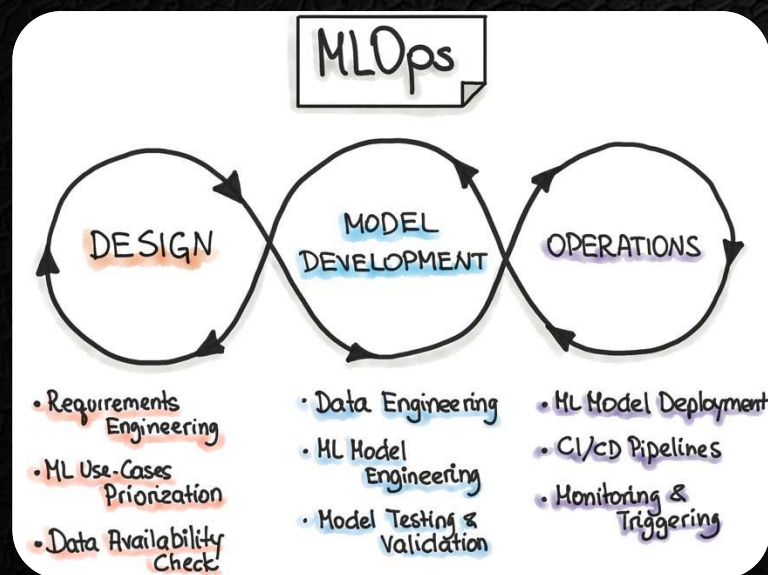 MLOps
DESIGN
MODEL
DEVELOPMENT
OPERATIONS
• Requirements
Engineering
• ML Use-Cases
Priorization
• Data Availability
Check
• Data Engineering
• ML Model
Engineering
• Model Testing &
Validation
• ML Model Deployment
• CI/CD Pipelines
• Monitoring &
Triggering